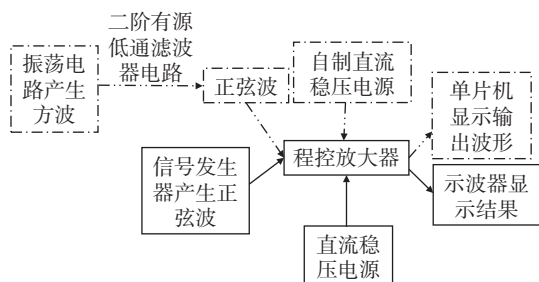 二阶有源
低通滤波
器电路
振荡电
路产生
方波
正弦波
自制直流
稳压电源
单片机
显示输
出波形
程控放大器
信号发生
器产生正
弦波
示波器显
示结果
直流稳
压电源